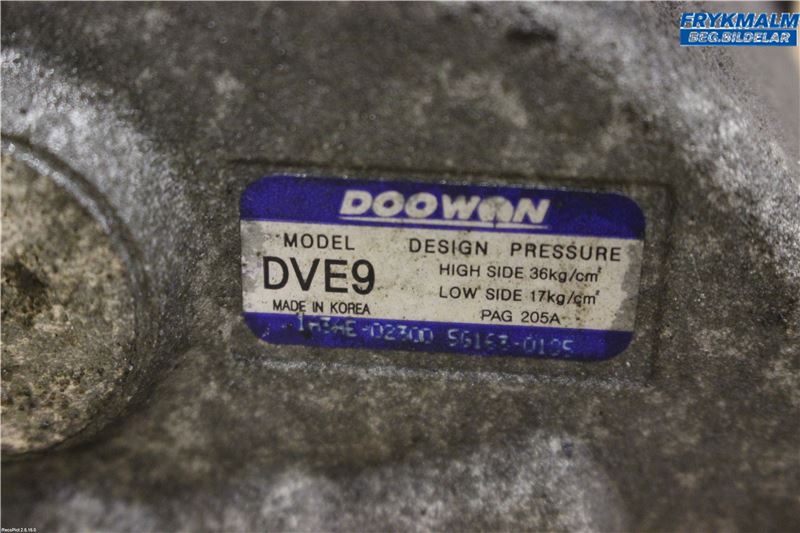 FRYKMALM
BEG.BILDELAR
DOOWON
MODEL
DVE9
MADE IN KOREA
DESIGN PRESSURE
HIGH SIDE 36kg/cm²
LOW SIDE 17kg/cm²
PAG 205A